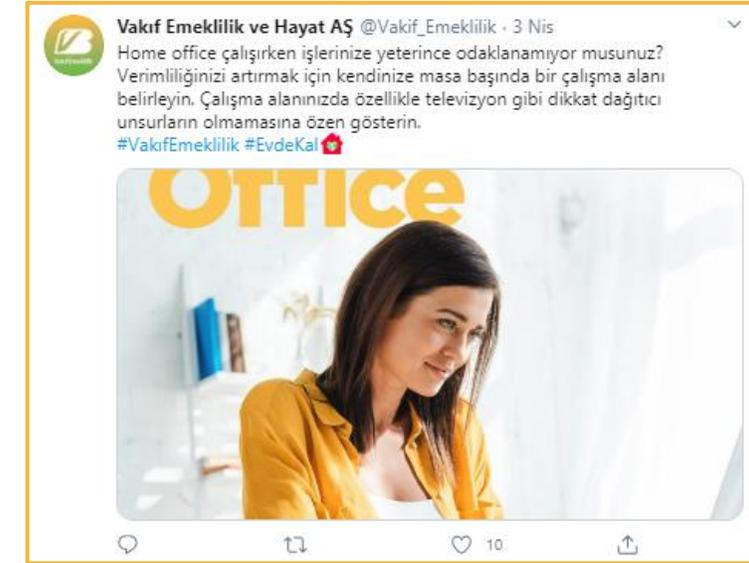 Vakıf Emeklilik ve Hayat AŞ @Vakif_Emeklilik · 3 Nis
Home office çalışırken işlerinize yeterince odaklanamıyor musunuz?
Verimliliğinizi artırmak için kendinize masa başında bir çalışma alanı
belirleyin. Çalışma alanınızda özellikle televizyon gibi dikkat dağıtıcı
unsurların olmamasına özen gösterin.
#VakıfEmeklilik #EvdeKal
Office
10